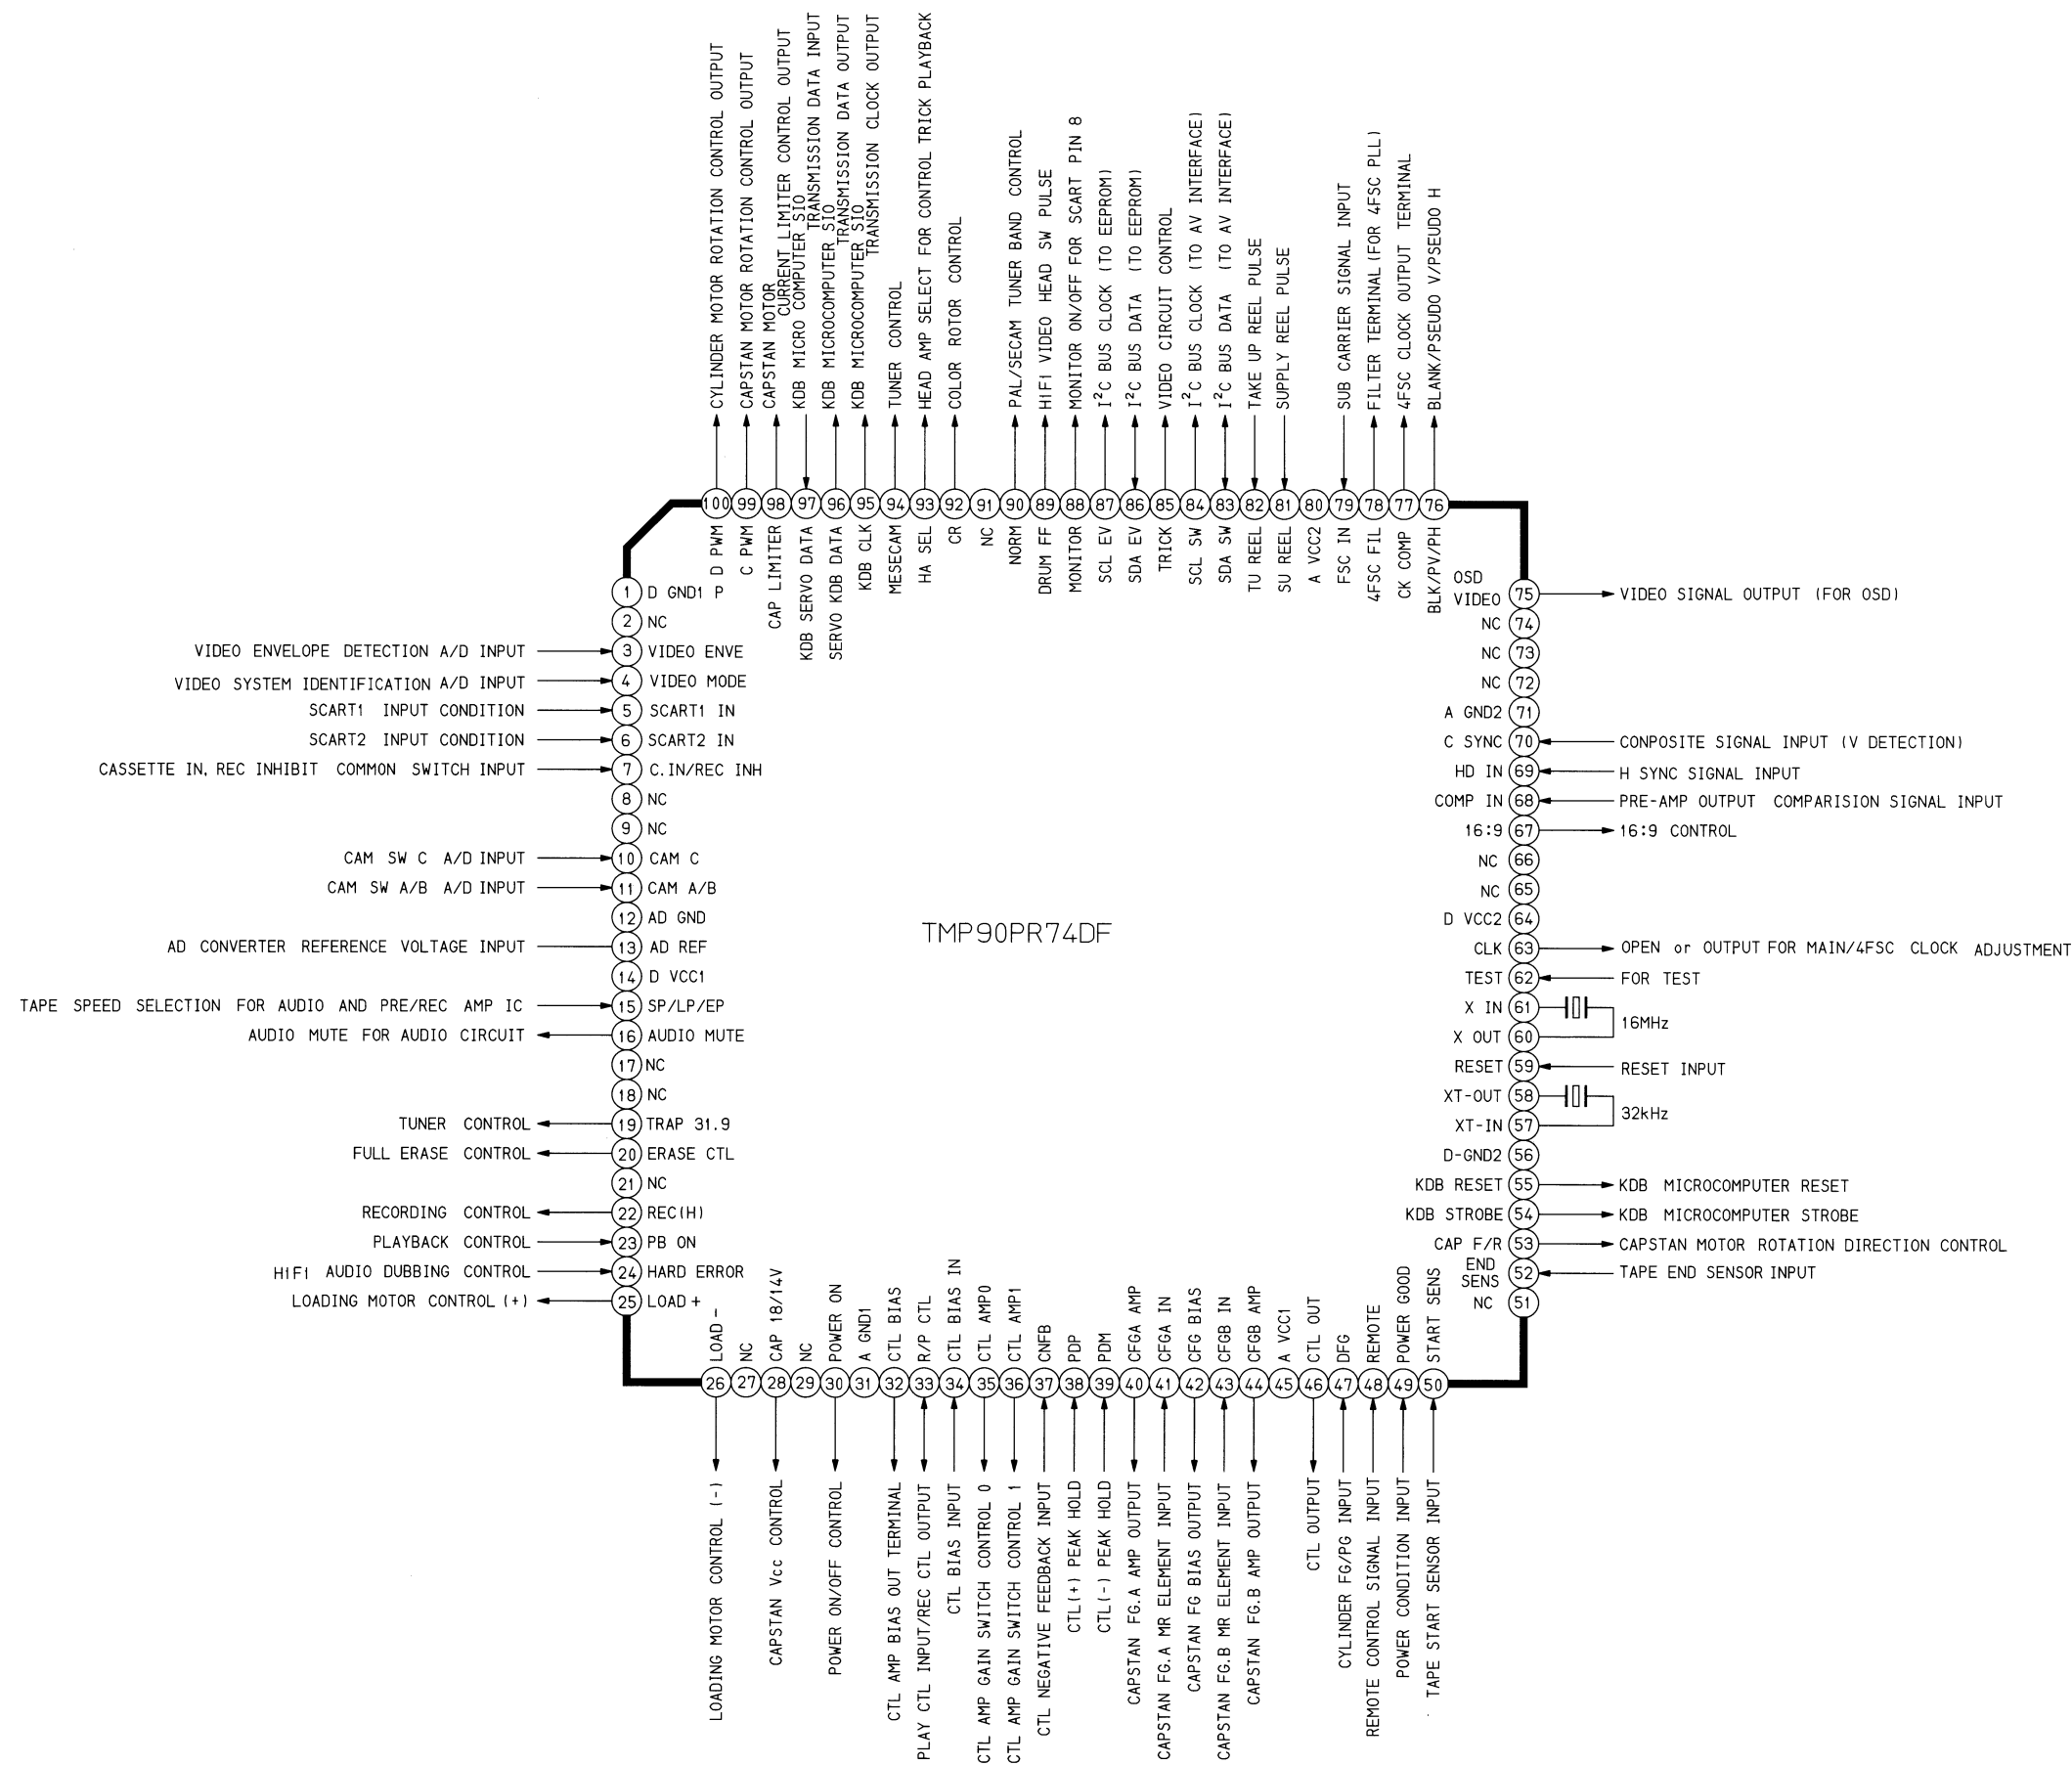 CYLINDER MOTOR ROTATION CONTROL OUTPUT
CAPSTAN MOTOR ROTATION CONTROL OUTPUT
CAPSTAN MOTOR
CURRENT LIMITER CONTROL OUTPUT
KDB MICRO COMPUTER SIO
TRANSMISSION DATA INPUT
KDB MICROCOMPUTER SIO
TRANSMISSION DATA OUTPUT
KDB MICROCOMPUTER SIO
TRANSMISSION CLOCK OUTPUT
TUNER CONTROL
HEAD AMP SELECT FOR CONTROL TRICK PLAYBACK
COLOR ROTOR CONTROL
PAL/SECAM TUNER BAND CONTROL
HiFi VIDEO HEAD SW PULSE
MONITOR ON/OFF FOR SCART PIN 8
I²C BUS CLOCK (TO EEPROM)
I²C BUS DATA (TO EEPROM)
VIDEO CIRCUIT CONTROL
I²C BUS CLOCK (TO AV INTERFACE)
I²C BUS DATA (TO AV INTERFACE)
TAKE UP REEL PULSE
SUPPLY REEL PULSE
SUB CARRIER SIGNAL INPUT
FILTER TERMINAL (FOR 4FSC PLL)
4FSC CLOCK OUTPUT TERMINAL
BLANK/PSEUDO V/PSEUDO H
100 D PWM
99 C PWM
98 CAP LIMITER
97 KDB SERVO DATA
96 SERVO KDB DATA
95 KDB CLK
94 MESECAM
93 HA SEL
92 CR
91 NC
90 NORM
89 DRUM FF
88 MONITOR
87 SCL EV
86 SDA EV
85 TRICK
84 SCL SW
83 SDA SW
82 TU REEL
81 SU REEL
80 A VCC2
79 FSC IN
78 4FSC FIL
77 CK COMP
76 BLK/PV/PH
1 D GND1 P
2 NC
VIDEO ENVELOPE DETECTION A/D INPUT 3 VIDEO ENVE
VIDEO SYSTEM IDENTIFICATION A/D INPUT 4 VIDEO MODE
SCART1 INPUT CONDITION 5 SCART1 IN
SCART2 INPUT CONDITION 6 SCART2 IN
CASSETTE IN, REC INHIBIT COMMON SWITCH INPUT 7 C.IN/REC INH
8 NC
9 NC
CAM SW C A/D INPUT 10 CAM C
CAM SW A/B A/D INPUT 11 CAM A/B
12 AD GND
AD CONVERTER REFERENCE VOLTAGE INPUT 13 AD REF
14 D VCC1
TAPE SPEED SELECTION FOR AUDIO AND PRE/REC AMP IC 15 SP/LP/EP
AUDIO MUTE FOR AUDIO CIRCUIT 16 AUDIO MUTE
17 NC
18 NC
TUNER CONTROL 19 TRAP 31.9
FULL ERASE CONTROL 20 ERASE CTL
21 NC
RECORDING CONTROL 22 REC(H)
PLAYBACK CONTROL 23 PB ON
HiFi AUDIO DUBBING CONTROL 24 HARD ERROR
LOADING MOTOR CONTROL (+) 25 LOAD +
TMP90PR74DF
OSD
VIDEO 75 VIDEO SIGNAL OUTPUT (FOR OSD)
NC 74
NC 73
NC 72
A GND2 71
C SYNC 70 CONPOSITE SIGNAL INPUT (V DETECTION)
HD IN 69 H SYNC SIGNAL INPUT
COMP IN 68 PRE-AMP OUTPUT COMPARISION SIGNAL INPUT
16:9 67 16:9 CONTROL
NC 66
NC 65
D VCC2 64
CLK 63 OPEN or OUTPUT FOR MAIN/4FSC CLOCK ADJUSTMENT
TEST 62 FOR TEST
X IN 61
16MHz
X OUT 60
RESET 59 RESET INPUT
XT-OUT 58
32kHz
XT-IN 57
D-GND2 56
KDB RESET 55 KDB MICROCOMPUTER RESET
KDB STROBE 54 KDB MICROCOMPUTER STROBE
CAP F/R 53 CAPSTAN MOTOR ROTATION DIRECTION CONTROL
END
SENS 52 TAPE END SENSOR INPUT
NC 51
LOAD - 26
NC 27
CAP 18/14V 28
NC 29
POWER ON 30
A GND1 31
CTL BIAS 32
R/P CTL 33
CTL BIAS IN 34
CTL AMP0 35
CTL AMP1 36
CNFB 37
PDP 38
PDM 39
CFGA AMP 40
CFGA IN 41
CFG BIAS 42
CFGB IN 43
CFGB AMP 44
A VCC1 45
CTL OUT 46
DFG 47
REMOTE 48
POWER GOOD 49
START SENS 50
LOADING MOTOR CONTROL (-)
CAPSTAN Vcc CONTROL
POWER ON/OFF CONTROL
CTL AMP BIAS OUT TERMINAL
PLAY CTL INPUT/REC CTL OUTPUT
CTL BIAS INPUT
CTL AMP GAIN SWITCH CONTROL 0
CTL AMP GAIN SWITCH CONTROL 1
CTL NEGATIVE FEEDBACK INPUT
CTL(+) PEAK HOLD
CTL(-) PEAK HOLD
CAPSTAN FG.A AMP OUTPUT
CAPSTAN FG.A MR ELEMENT INPUT
CAPSTAN FG BIAS OUTPUT
CAPSTAN FG.B MR ELEMENT INPUT
CAPSTAN FG.B AMP OUTPUT
CTL OUTPUT
CYLINDER FG/PG INPUT
REMOTE CONTROL SIGNAL INPUT
POWER CONDITION INPUT
TAPE START SENSOR INPUT